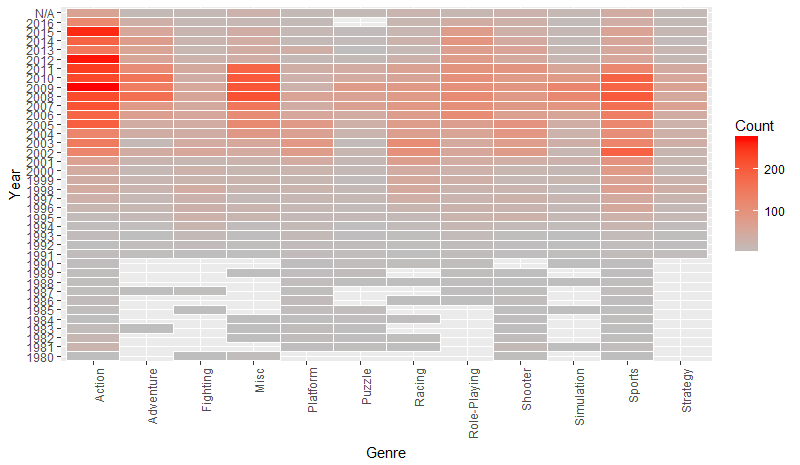 N/A
2016
2015
2014
2013
2012
2011
2010
2009
2008
2007
2006
2005
2004
2003
2002
2001
2000
1999
1998
1997
1996
1995
1994
1993
1992
1991
1990
1989
1988
1987
1986
1985
1984
1983
1982
1981
1980
Year
Action
Adventure
Fighting
Misc
Platform
Puzzle
Racing
Role-Playing
Shooter
Simulation
Sports
Strategy
Genre
Count
200
100